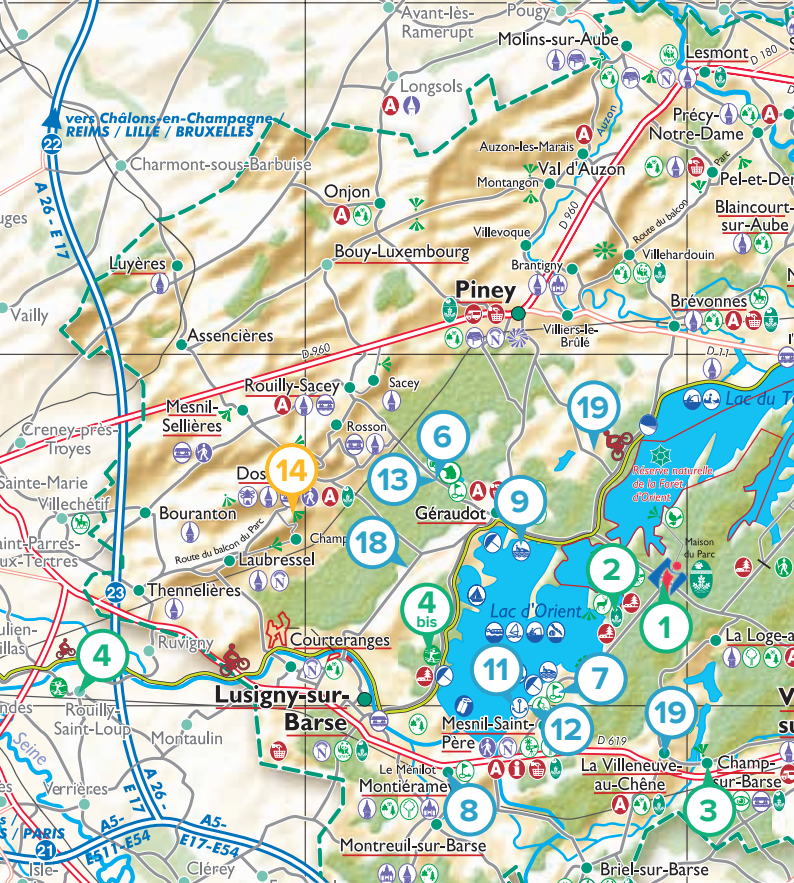 Avant-lès-
Ramerupt
Pougy
Molins-sur-Aube
Lesmont
D 180
Longsols
A
N
vers Châlons-en-Champagne /
REIMS / LILLE / BRUXELLES
22
A 26 - E 17
Charmont-sous-Barbuise
Précy-
Notre-Dame
A
Auzon-les-Marais
A
Auzon
Val d'Auzon
Montangon
Parc
Pel-et-Der
Onjon
A
D 960
Route du balcon
Blaincourt-
sur-Aube
Villevoque
Villehardouin
Bouy-Luxembourg
Luyères
Brantigny
Piney
Brévonnes
A
Vailly
N
Villiers-le-
Brûlé
Assencières
D 960
D 11
Rouilly-Sacey
Sacey
A
Lac du T
Mesnil-
Sellières
19
Rosson
Creney-près-
Troyes
6
14
13
Réserve naturelle
de la Forêt
d'Orient
Sainte-Marie
Dos
A
A
Villechétif
Bouranton
Géraudot
9
Route du balcon du Parc
Champ
18
Maison
du Parc
Laubressel
N
2
23
Thennelières
4
bis
Lac d'Orient
1
Ruvigny
Courteranges
La Loge-a
4
N
11
7
Rouilly-
Saint-Loup
Lusigny-sur-
Barse
19
Mesnil-Saint-
Père
12
Montaulin
D 619
N
N
La Villeneuve-
au-Chêne
A
Champ-
sur-Barse
Seine
Le Ménilot
A
i
Montiérame
8
3
Verrières
A 26 -
E 17
A5-
E511-E54
A5-
E17-E54
/ PARIS
21
Montreuil-sur-Barse
Isle-
Clérey
Briel-sur-Barse